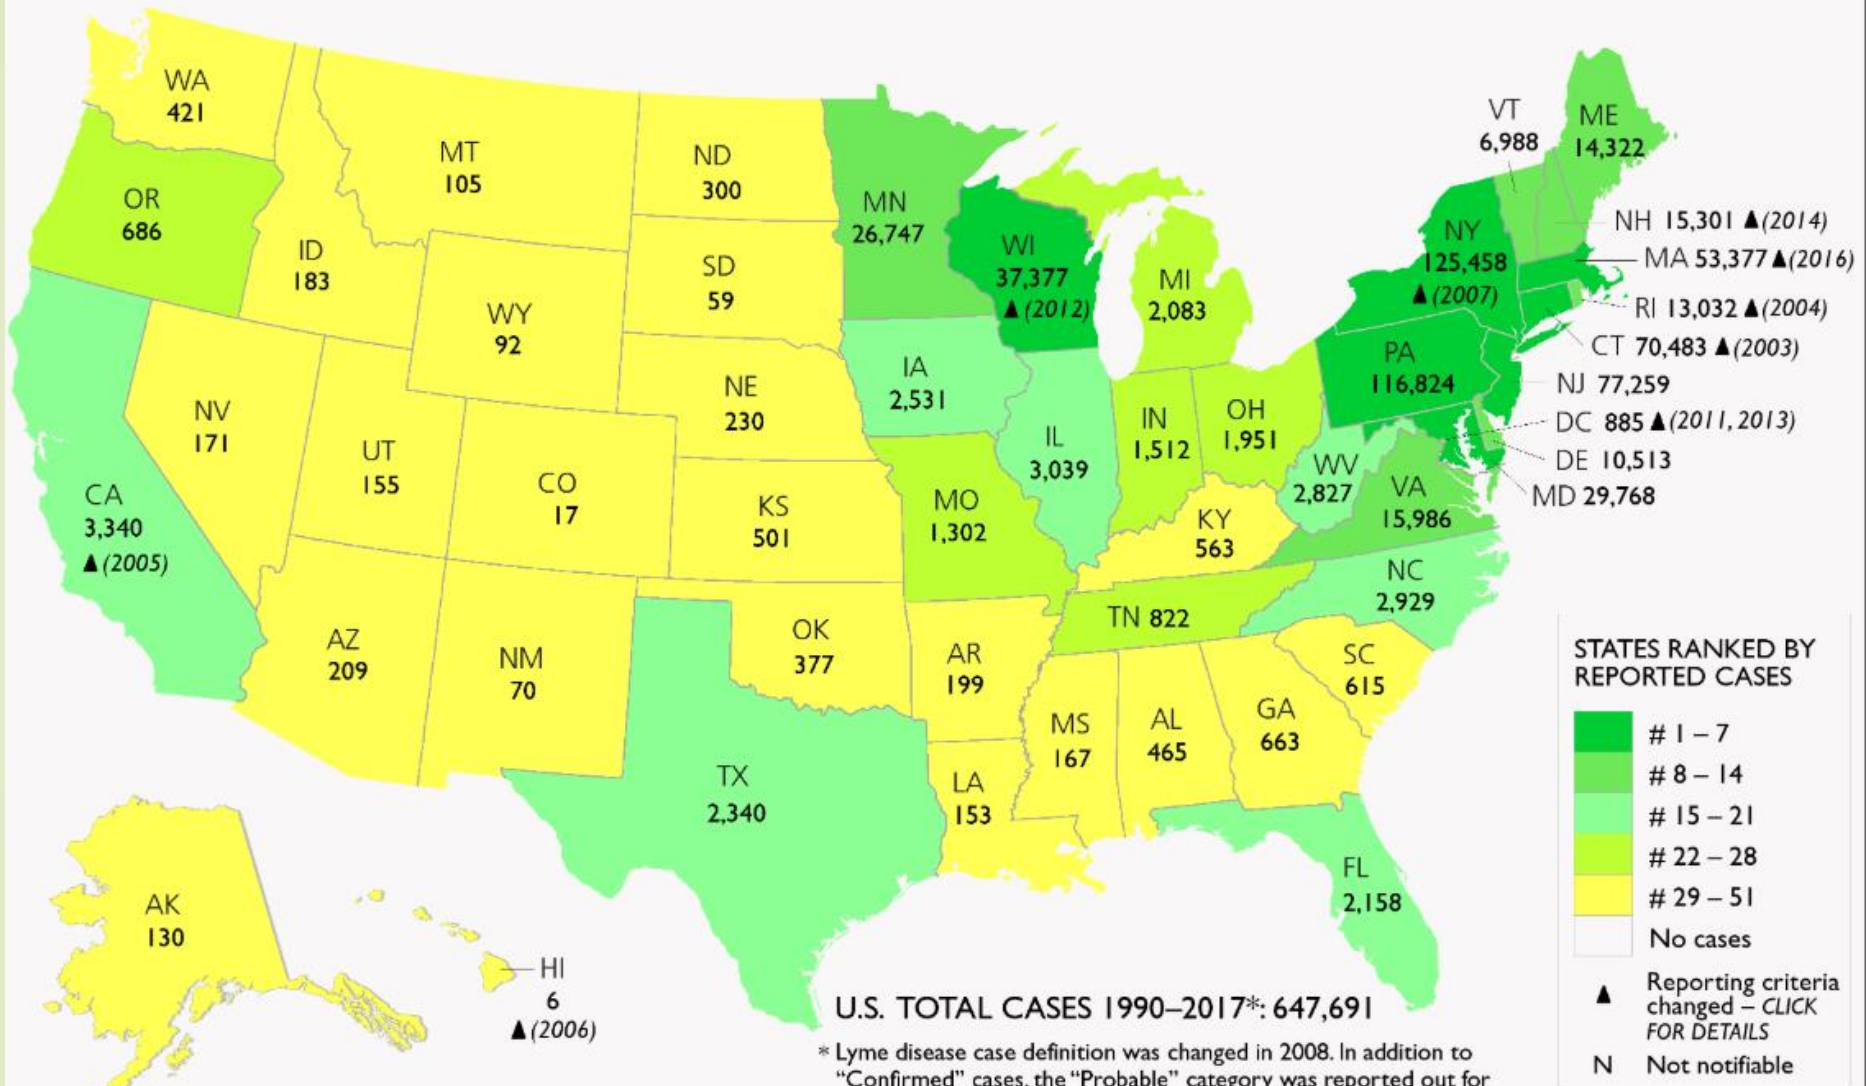 WA
421
OR
686
CA
3,340
▲(2005)
ID
183
NV
171
MT
105
WY
92
UT
155
AZ
209
CO
17
NM
70
ND
300
SD
59
NE
230
KS
501
OK
377
TX
2,340
MN
26,747
IA
2,531
MO
1,302
AR
199
LA
153
WI
37,377
▲(2012)
IL
3,039
MI
2,083
IN
1,512
OH
1,951
KY
563
TN 822
MS
167
AL
465
GA
663
FL
2,158
SC
615
NC
2,929
VA
15,986
WV
2,827
PA
116,824
NY
125,458
▲(2007)
VT
6,988
ME
14,322
NH 15,301 ▲(2014)
MA 53,377▲(2016)
RI 13,032 ▲(2004)
CT 70,483 ▲(2003)
NJ 77,259
DC 885 ▲(2011, 2013)
DE 10,513
MD 29,768
AK
130
HI
6
▲(2006)
STATES RANKED BY
REPORTED CASES
# 1 – 7
# 8 – 14
# 15 – 21
# 22 – 28
# 29 – 51
No cases
▲ Reporting criteria
changed – CLICK
FOR DETAILS
N Not notifiable
U.S. TOTAL CASES 1990–2017*: 647,691
* Lyme disease case definition was changed in 2008. In addition to
“Confirmed” cases, the “Probable” category was reported out for